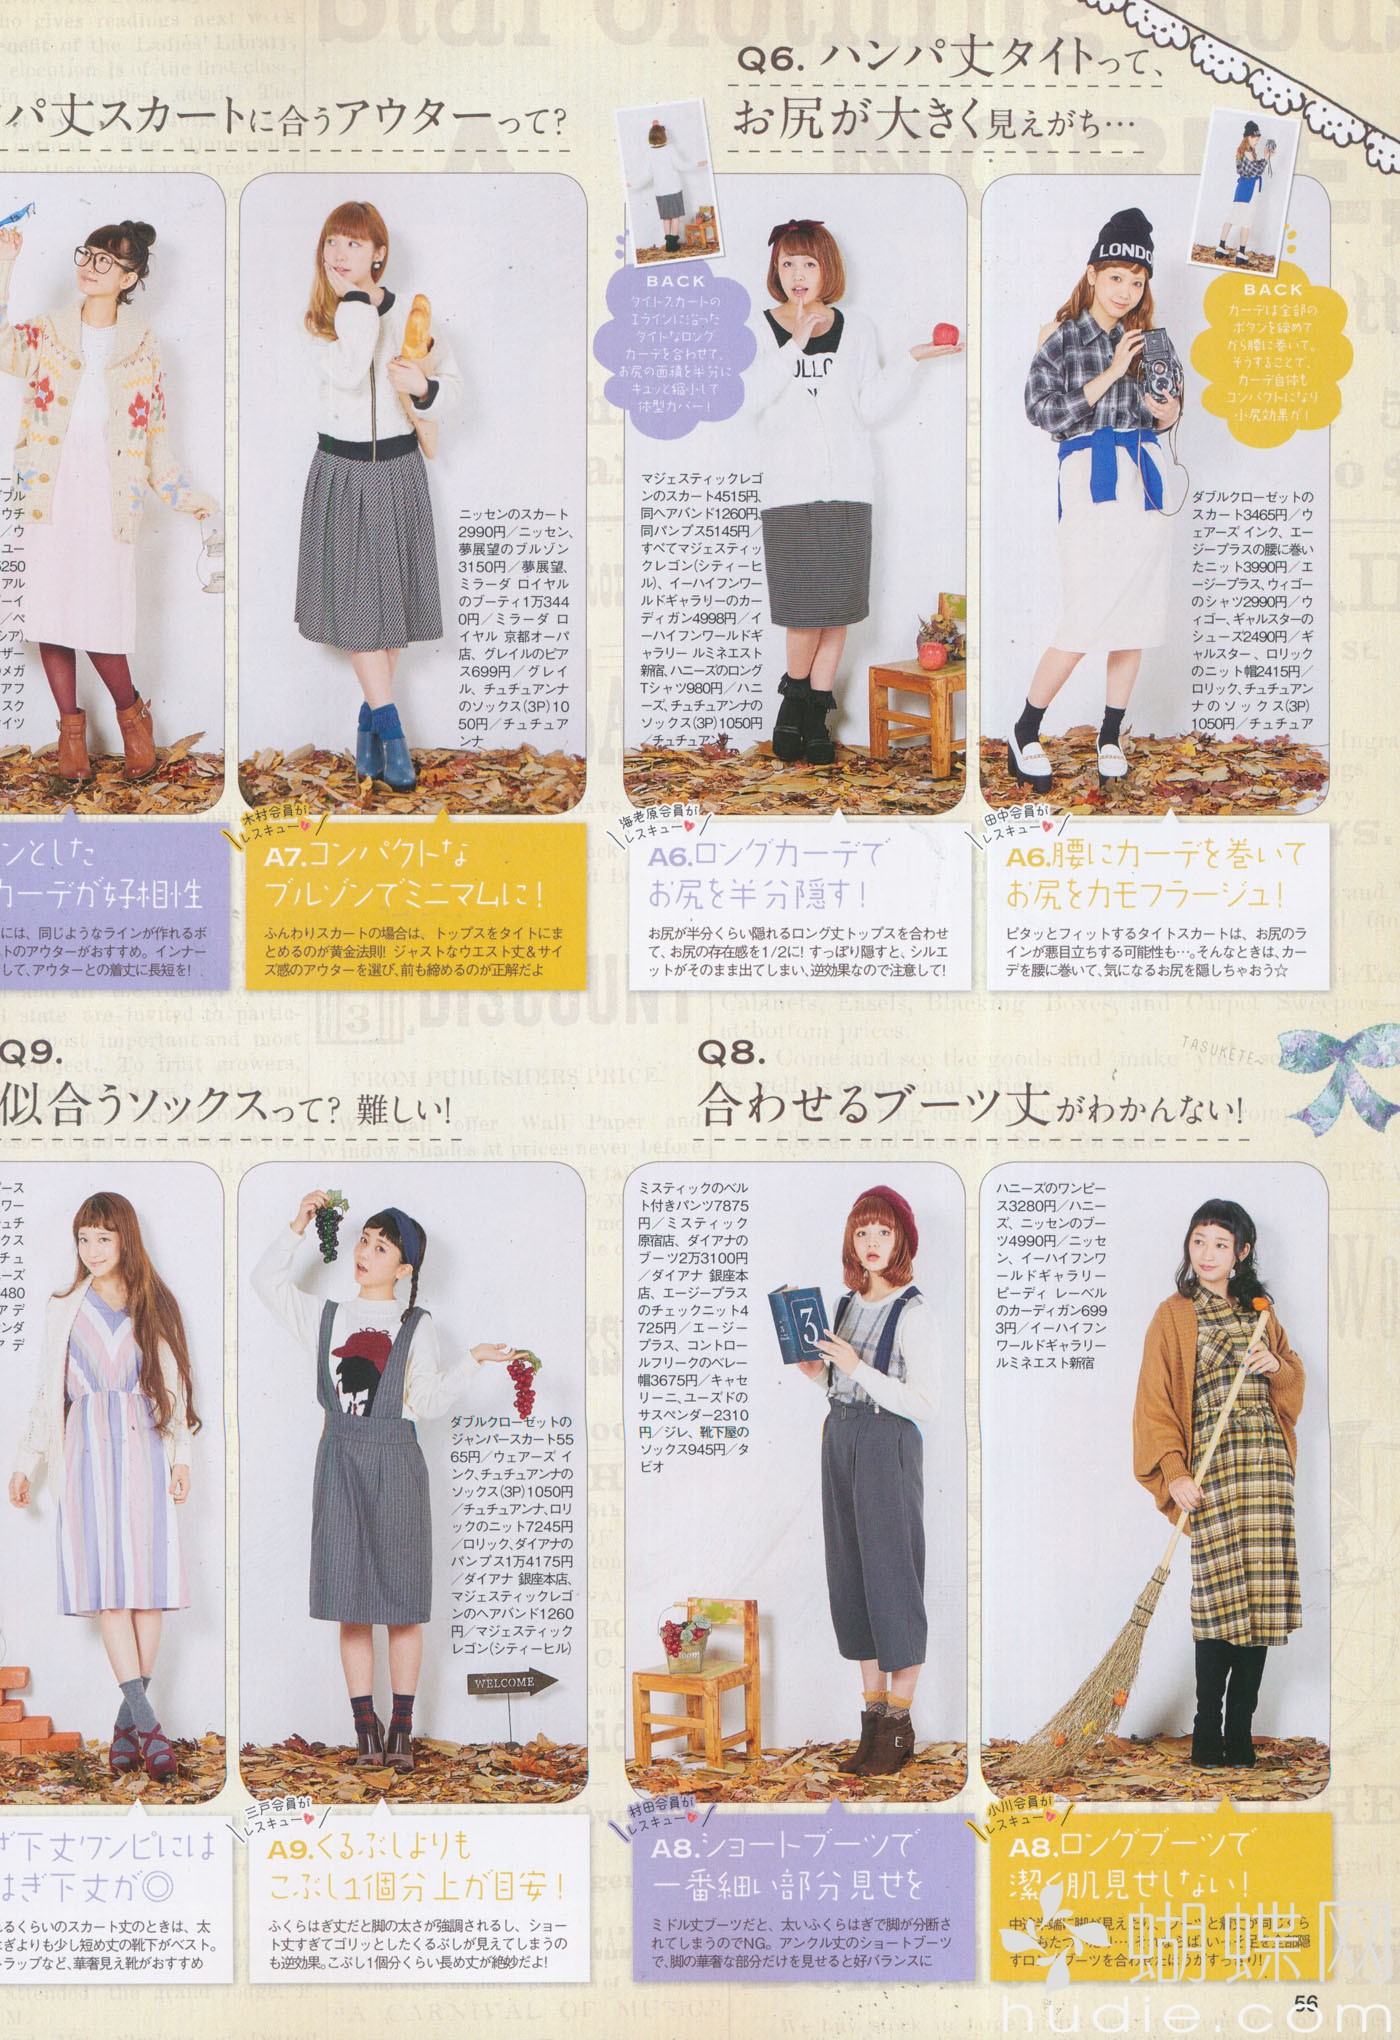 Q6. ハンパ丈タイトって、
お尻が大きく見えがち…
BACK
タイトスカートの
Iラインに沿った
タイトなロング
カーデを合わせて、
お尻の面積を半分に
キュッと縮小して
体型カバー！
BACK
カーデは全部の
ボタンを締めて
から腰に巻いて。
そうすることで、
カーデ自体も
コンパクトになり
小尻効果が！
LONDO
マジェスティックレゴ
ンのスカート4515円、
同ヘアバンド1260円、
同パンプス5145円／
すべてマジェスティッ
クレゴン(シティーヒ
ル)、イーハイフンワー
ルドギャラリーのカー
ディガン4998円／イ
ーハイフンワールドギ
ャラリー ルミネエスト
新宿、ハニーズのロング
Tシャツ980円／ハニ
ーズ、チュチュアンナの
ソックス(3P)1050円
／チュチュアンナ
ダブルクローゼットの
スカート3465円／ウ
ェアーズ インク、エー
ジープラスの腰に巻い
たニット3990円／エ
ージープラス、ウィゴー
のシャツ2990円／ウ
ィゴー、ギャルスターの
シューズ2490円／ギ
ャルスター、ロリック
のニット帽2415円／
ロリック、チュチュアン
ナのソックス(3P)
1050円／チュチュア
ンナ
海老原会員が
レスキュー
A6.ロングカーデで
お尻を半分隠す！
お尻が半分くらい隠れるロング丈トップスを合わせ
て、お尻の存在感を1/2に! すっぽり隠すと、シルエ
ットがそのまま出てしまい、逆効果なので注意して!
田中会員が
レスキュー
A6.腰にカーデを巻いて
お尻をカモフラージュ！
ピタッとフィットするタイトスカートは、お尻のラ
インが悪目立ちする可能性も…。そんなときは、カー
デを腰に巻いて、気になるお尻を隠しちゃおう☆
パ丈スカートに合うアウターって?
ニッセンのスカート
2990円／ニッセン、
夢展望のブルゾン
3150円／夢展望、
ミラーダ ロイヤル
のブーティ1万344
0円／ミラーダ ロ
イヤル 京都オーパ
店、グレイルのピア
ス699円／グレイ
ル、チュチュアンナ
のソックス(3P)10
50円／チュチュア
ンナ
木村会員が
レスキュー
A7.コンパクトな
ブルゾンでミニマムに！
ふんわりスカートの場合は、トップスをタイトにま
とめるのが黄金法則! ジャストなウエスト丈＆サイ
ズ感のアウターを選び、前も締めるのが正解だよ
ンとした
カーデが好相性
には、同じようなラインが作れるボ
トのアウターがおすすめ。インナー
して、アウターとの着丈に長短を!
TASUKETE~
Q8.
合わせるブーツ丈がわかんない!
ミスティックのベル
ト付きパンツ7875
円／ミスティック
原宿店、ダイアナの
ブーツ2万3100円
／ダイアナ 銀座本
店、エージープラス
のチェックニット4
725円／エージー
プラス、コントロー
ルフリークのベレー
帽3675円／キャセ
リーニ、ユーズドの
サスペンダー2310
円／ジレ、靴下屋の
ソックス945円／タ
ビオ
3
ハニーズのワンピー
ス3280円／ハニー
ズ、ニッセンのブー
ツ4990円／ニッセ
ン、イーハイフンワ
ールドギャラリー
ビーディ レーベル
のカーディガン699
3円／イーハイフン
ワールドギャラリー
ルミネエスト新宿
村田会員が
レスキュー
A8.ショートブーツで
一番細い部分見せを
ミドル丈ブーツだと、太いふくらはぎで脚が分断さ
れてしまうのでNG。アンクル丈のショートブーツ
で、脚の華奢な部分だけを見せると好バランスに
小川会員が
レスキュー
A8.ロングブーツで
潔く肌見せしない！
Q9.
似合うソックスって? 難しい!
ダブルクローゼットの
ジャンパースカート55
65円／ウェアーズ イ
ンク、チュチュアンナの
ソックス(3P)1050円
／チュチュアンナ、ロリ
ックのニット7245円
／ロリック、ダイアナの
パンプス1万4175円
／ダイアナ 銀座本店、
マジェスティックレゴ
ンのヘアバンド1260
円／マジェスティック
レゴン(シティーヒル)
WELCOME
三戸会員が
レスキュー
A9.くるぶしよりも
こぶし1個分上が目安！
ふくらはぎ丈だと脚の太さが強調されるし、ショー
ト丈すぎてゴリッとしたくるぶしが見えてしまうの
も逆効果。こぶし1個分くらい長め丈が絶妙だよ!
下丈ワンピには
はぎ下丈が◎
れるくらいのスカート丈のときは、太
はぎよりも少し短め丈の靴下がベスト。
トラップなど、華奢見え靴がおすすめ
56
蝴蝶网
hudie.com